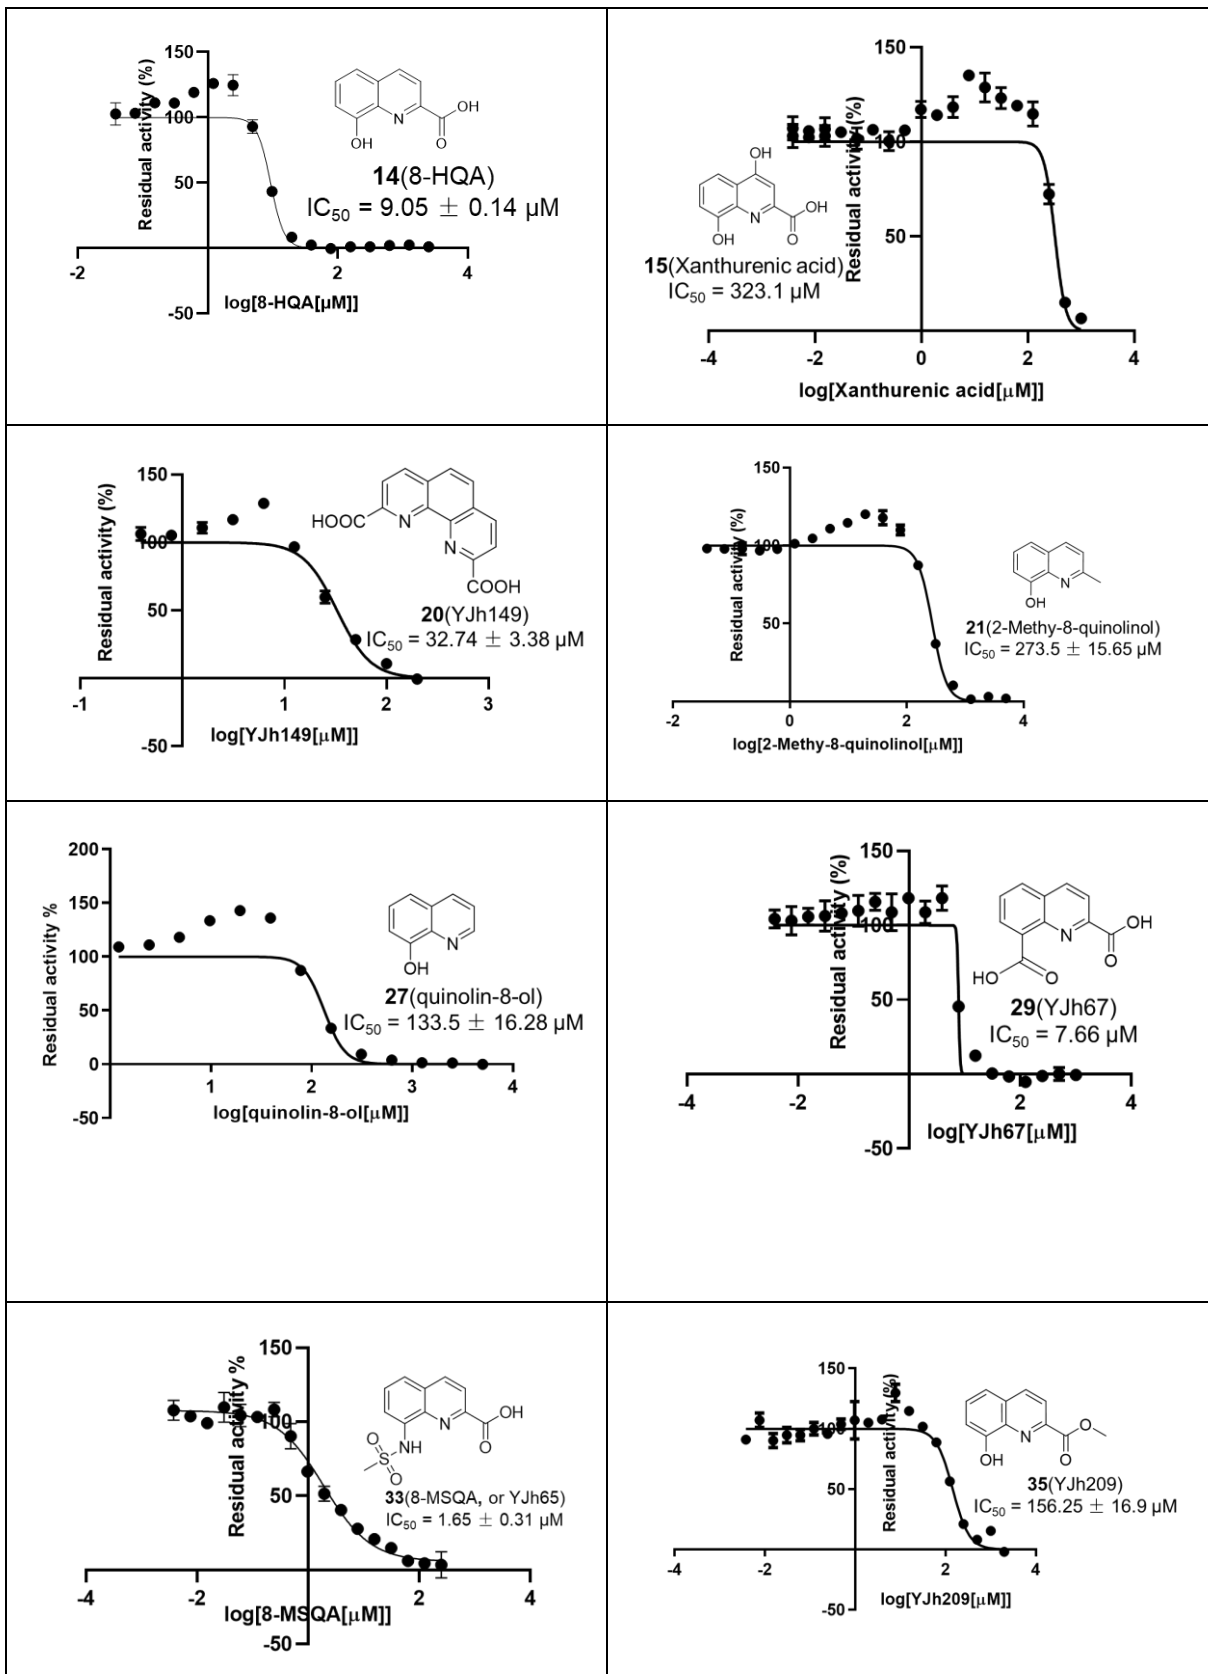 150
100
50
-50
-2
2
4
Residual activity (%)
log[8-HQA[μM]]
OH
N
OH
O
14(8-HQA)
IC50 = 9.05 ± 0.14 μM
150
100
50
-4
-2
0
2
4
Residual activity (%)
log[Xanthurenic acid[μM]]
OH
N
OH
OH
O
15(Xanthurenic acid)
IC50 = 323.1 μM
150
100
50
-50
-1
1
2
3
Residual activity (%)
log[YJh149[μM]]
HOOC
N
N
COOH
20(YJh149)
IC50 = 32.74 ± 3.38 μM
150
100
50
-2
0
2
4
Residual activity (%)
log[2-Methy-8-quinolinol[μM]]
N
OH
21(2-Methy-8-quinolinol)
IC50 = 273.5 ± 15.65 μM
200
150
100
50
0
-50
1
2
3
4
Residual activity %
log[quinolin-8-ol[μM]]
N
OH
27(quinolin-8-ol)
IC50 = 133.5 ± 16.28 μM
150
100
50
-50
-4
-2
2
4
Residual activity (%)
log[YJh67[μM]]
N
OH
O
HO
O
29(YJh67)
IC50 = 7.66 μM
150
100
50
-50
-4
-2
2
4
Residual activity %
log[8-MSQA[μM]]
N
OH
O
O
NH
S
O
33(8-MSQA, or YJh65)
IC50 = 1.65 ± 0.31 μM
150
100
50
-50
-4
-2
2
4
Residual activity (%)
log[YJh209[μM]]
N
O
OH
O
35(YJh209)
IC50 = 156.25 ± 16.9 μM